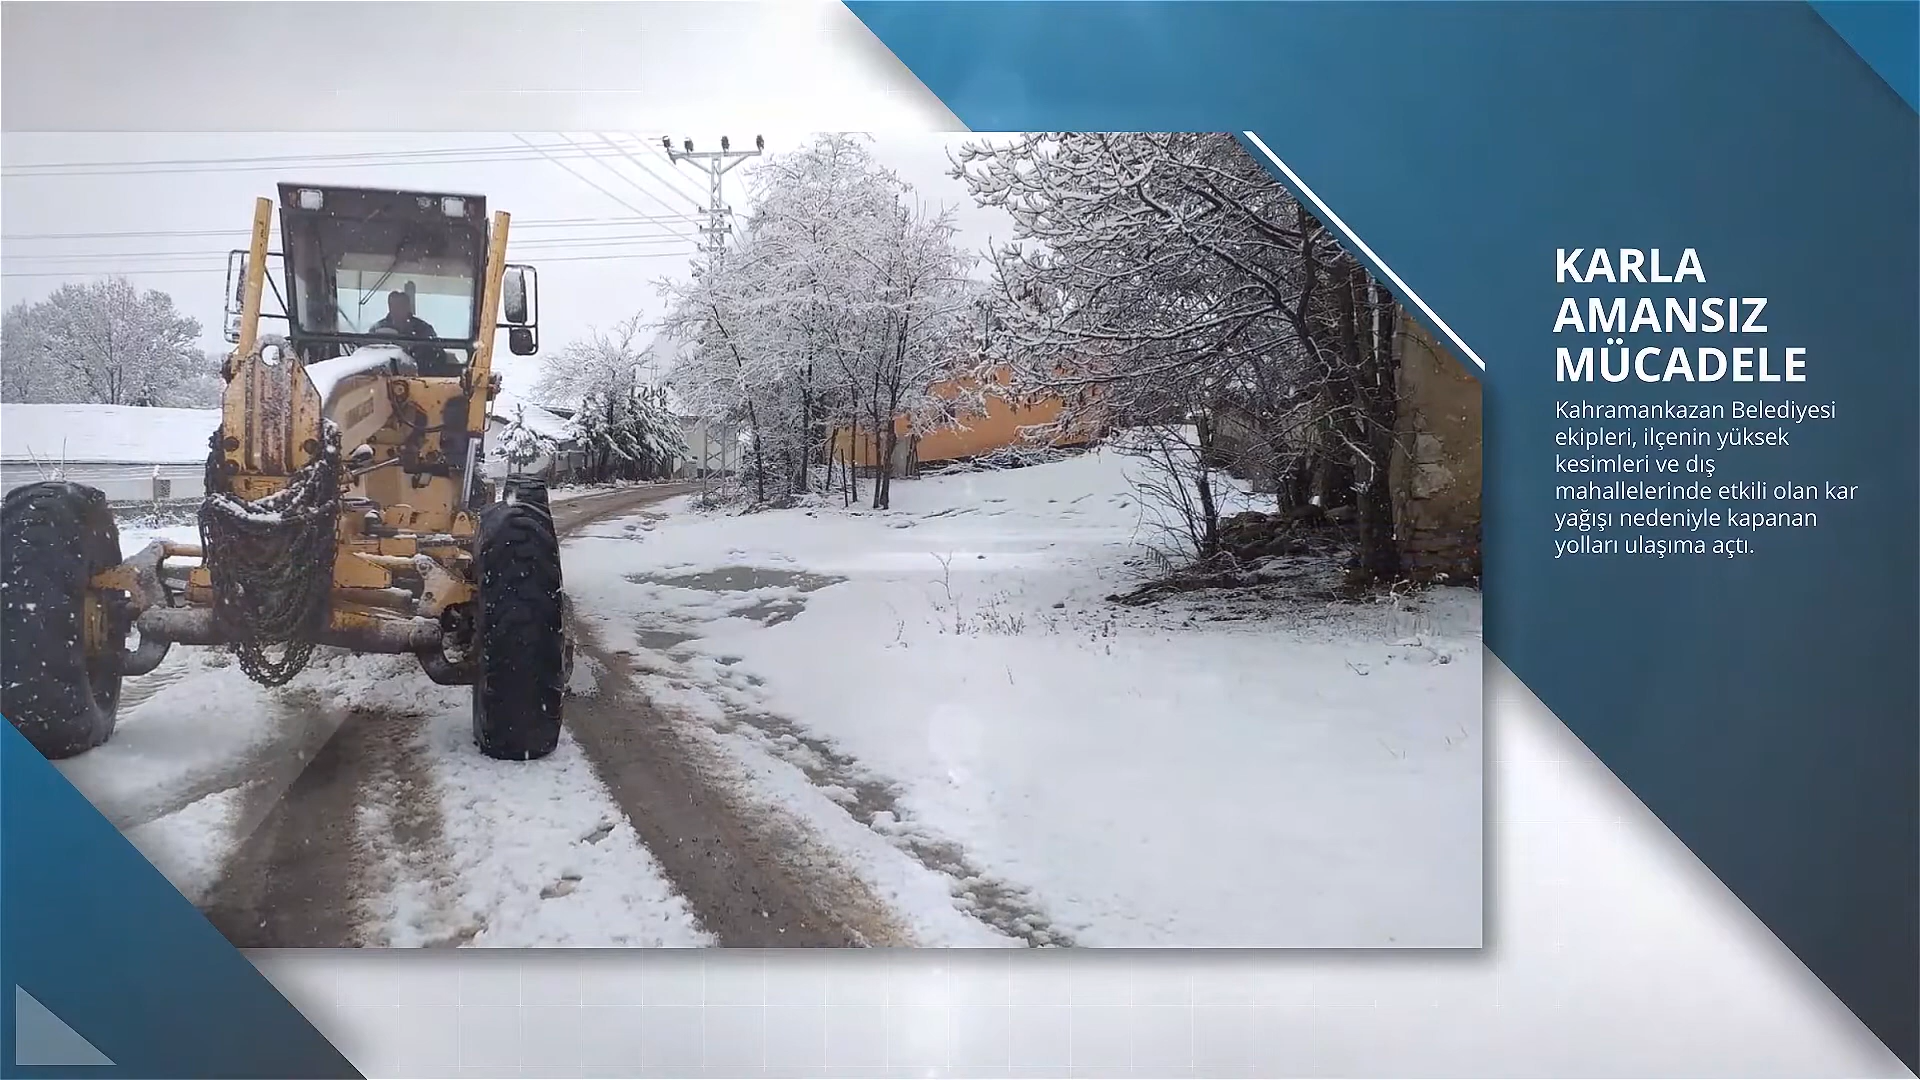 KARLA
AMANSIZ
MÜCADELE
Kahramankazan Belediyesi
ekipleri, ilçenin yüksek
kesimleri ve dış
mahallelerinde etkili olan kar
yağışı nedeniyle kapanan
yolları ulaşıma açtı.